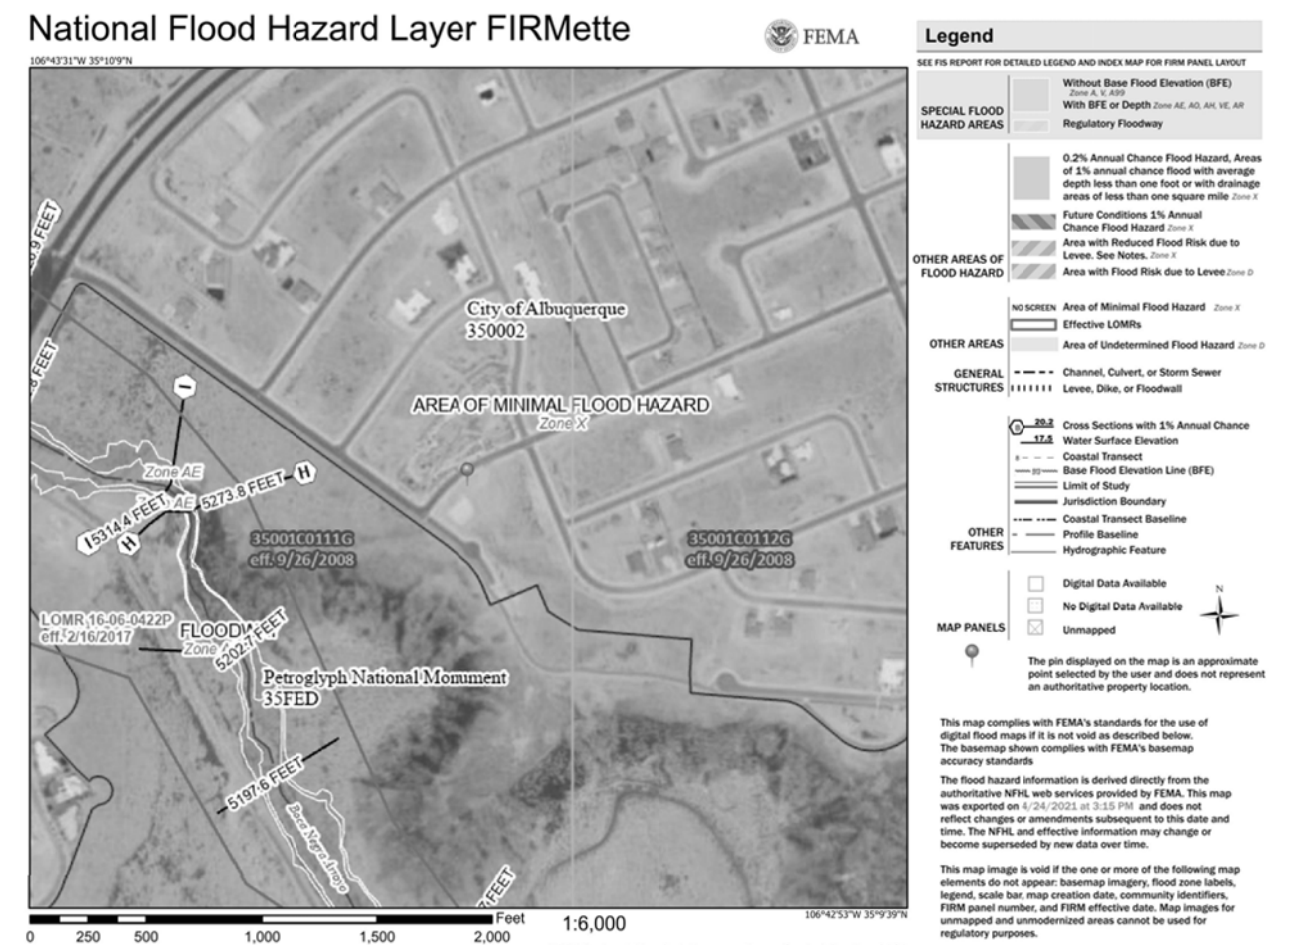 National Flood Hazard Layer FIRMette
FEMA
106°43'31"W 35°10'9"N
City of Albuquerque
350002
AREA OF MINIMAL FLOOD HAZARD
Zone X
I
Zone AE
AE
5273.8 FEET
H
I
5314.4 FEET
H
35001C0111G
eff. 9/26/2008
35001C0112G
eff. 9/26/2008
LOMR 16-06-0422P
eff. 2/16/2017
FLOODW
Zone
5202.7 FEET
Petroglyph National Monument
35FED
5197.6 FEET
Boca Negra Arroyo
FEET
FEET
FEET
106°42'53"W 35°9'39"N
Feet
1:6,000
0 250 500 1,000 1,500 2,000
Legend
SEE FIS REPORT FOR DETAILED LEGEND AND INDEX MAP FOR FIRM PANEL LAYOUT
SPECIAL FLOOD
HAZARD AREAS
Without Base Flood Elevation (BFE)
Zone A, V, A99
With BFE or Depth Zone AE, AO, AH, VE, AR
Regulatory Floodway
0.2% Annual Chance Flood Hazard, Areas
of 1% annual chance flood with average
depth less than one foot or with drainage
areas of less than one square mile Zone X
Future Conditions 1% Annual
Chance Flood Hazard Zone X
Area with Reduced Flood Risk due to
Levee. See Notes. Zone X
OTHER AREAS OF
FLOOD HAZARD
Area with Flood Risk due to Levee Zone D
NO SCREEN Area of Minimal Flood Hazard Zone X
Effective LOMRs
OTHER AREAS
Area of Undetermined Flood Hazard Zone D
GENERAL
STRUCTURES
Channel, Culvert, or Storm Sewer
Levee, Dike, or Floodwall
B 20.2 Cross Sections with 1% Annual Chance
17.5 Water Surface Elevation
Coastal Transect
Base Flood Elevation Line (BFE)
Limit of Study
Jurisdiction Boundary
Coastal Transect Baseline
OTHER
FEATURES
Profile Baseline
Hydrographic Feature
Digital Data Available
No Digital Data Available
MAP PANELS
Unmapped
N
The pin displayed on the map is an approximate
point selected by the user and does not represent
an authoritative property location.
This map complies with FEMA's standards for the use of
digital flood maps if it is not void as described below.
The basemap shown complies with FEMA's basemap
accuracy standards
The flood hazard information is derived directly from the
authoritative NFHL web services provided by FEMA. This map
was exported on 4/24/2021 at 3:15 PM and does not
reflect changes or amendments subsequent to this date and
time. The NFHL and effective information may change or
become superseded by new data over time.
This map image is void if the one or more of the following map
elements do not appear: basemap imagery, flood zone labels,
legend, scale bar, map creation date, community identifiers,
FIRM panel number, and FIRM effective date. Map images for
unmapped and unmodernized areas cannot be used for
regulatory purposes.